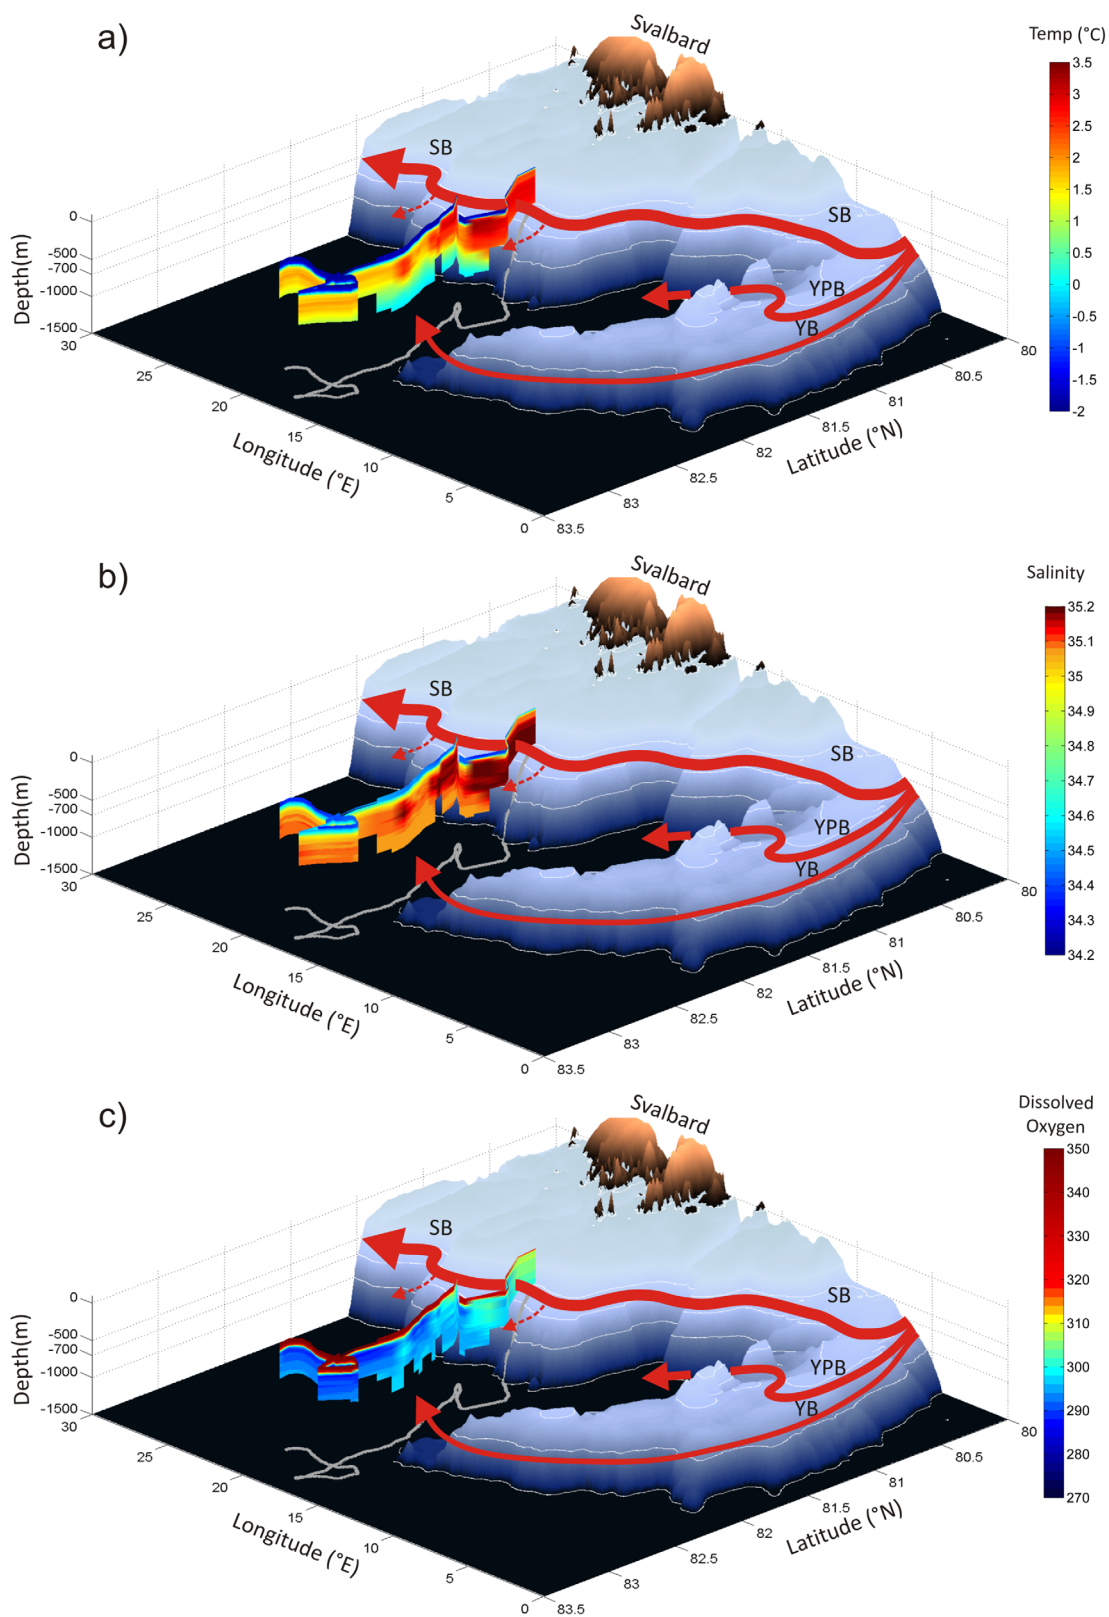 a)
Svalbard
Temp (°C)
3.5
3
2.5
2
1.5
1
0.5
0
-0.5
-1
-1.5
-2
SB
SB
YPB
YB
Depth(m)
0
-500
-700
-1000
-1500
30
25
20
15
10
5
0
Longitude (°E)
83.5
83
82.5
82
81.5
81
80.5
80
Latitude (°N)
b)
Svalbard
Salinity
35.2
35.1
35
34.9
34.8
34.7
34.6
34.5
34.4
34.3
34.2
SB
SB
YPB
YB
Depth(m)
0
-500
-700
-1000
-1500
30
25
20
15
10
5
0
Longitude (°E)
83.5
83
82.5
82
81.5
81
80.5
80
Latitude (°N)
c)
Svalbard
Dissolved
Oxygen
350
340
330
320
310
300
290
280
270
SB
SB
YPB
YB
Depth(m)
0
-500
-700
-1000
-1500
30
25
20
15
10
5
0
Longitude (°E)
83.5
83
82.5
82
81.5
81
80.5
80
Latitude (°N)